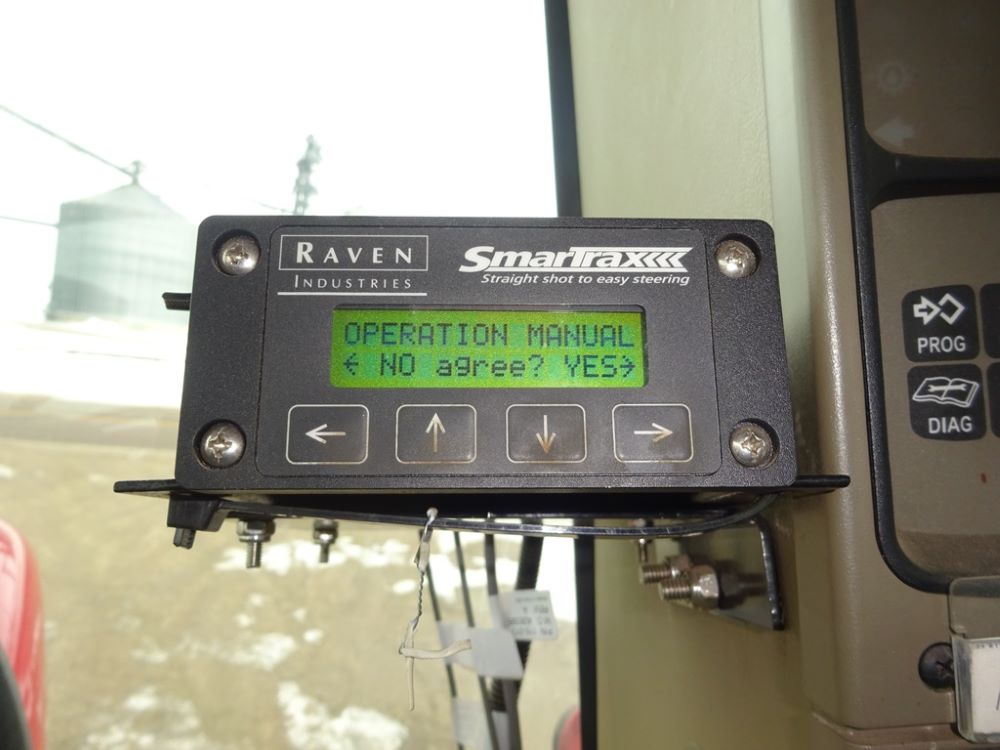 RAVEN
INDUSTRIES
SMARTRAX
Straight shot to easy steering
OPERATION MANUAL
← NO agree? YES→
← ↑ ↓ →
PROG
DIAG